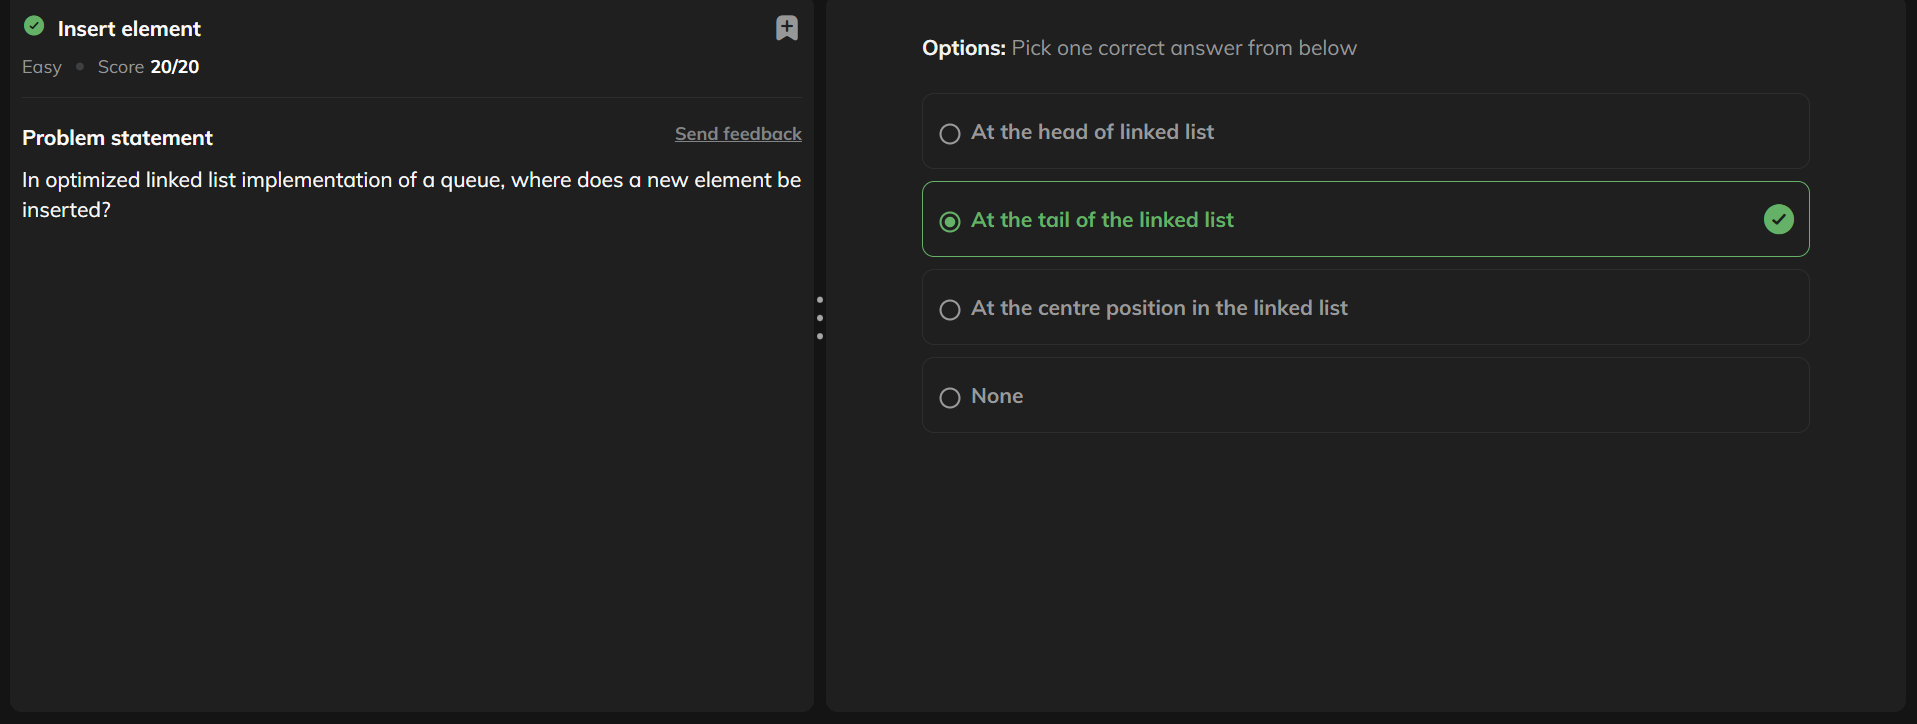 Insert element
Easy • Score 20/20
Problem statement
Send feedback
In optimized linked list implementation of a queue, where does a new element be
inserted?
Options: Pick one correct answer from below
At the head of linked list
At the tail of the linked list
At the centre position in the linked list
None